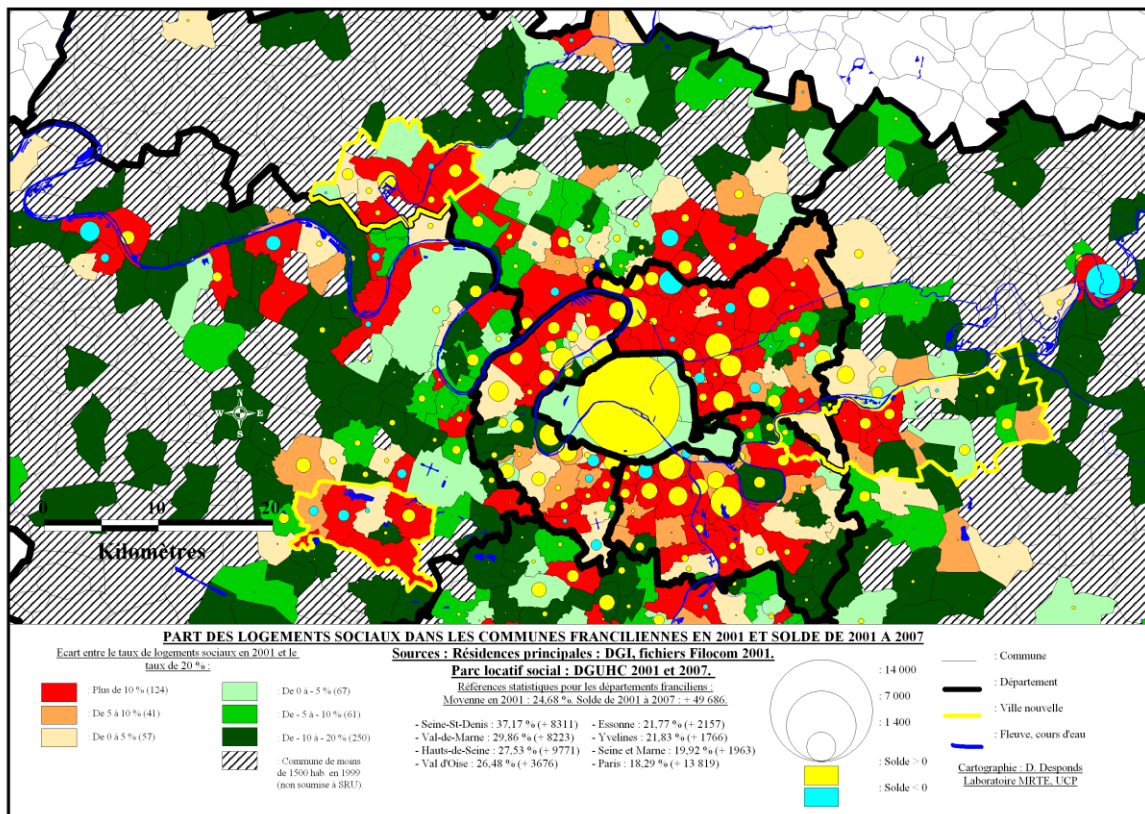 N
W E
S
0 10 20
Kilomètres
PART DES LOGEMENTS SOCIAUX DANS LES COMMUNES FRANCILIENNES EN 2001 ET SOLDE DE 2001 A 2007
Ecart entre le taux de logements sociaux en 2001 et le
taux de 20 % :
: Plus de 10 % (124)
: De 5 à 10 % (41)
: De 0 à 5 % (57)
: De 0 à - 5 % (67)
: De - 5 à - 10 % (61)
: De - 10 à - 20 % (250)
: Commune de moins
de 1500 hab. en 1999
(non soumise à SRU).
Sources : Résidences principales : DGI, fichiers Filocom 2001.
Parc locatif social : DGUHC 2001 et 2007.
Références statistiques pour les départements franciliens :
Moyenne en 2001 : 24,68 %. Solde de 2001 à 2007 : + 49 686.
- Seine-St-Denis : 37,17 % (+ 8311)
- Val-de-Marne : 29,86 % (+ 8223)
- Hauts-de-Seine : 27,53 % (+ 9771)
- Val d'Oise : 26,48 % (+ 3676)
- Essonne : 21,77 % (+ 2157)
- Yvelines : 21,83 % (+ 1766)
- Seine et Marne : 19,92 % (+ 1963)
- Paris : 18,29 % (+ 13 819)
: 14 000
: 7 000
: 1 400
: Solde > 0
: Solde < 0
: Commune
: Département
: Ville nouvelle
: Fleuve, cours d'eau
Cartographie : D. Desponds
Laboratoire MRTE, UCP